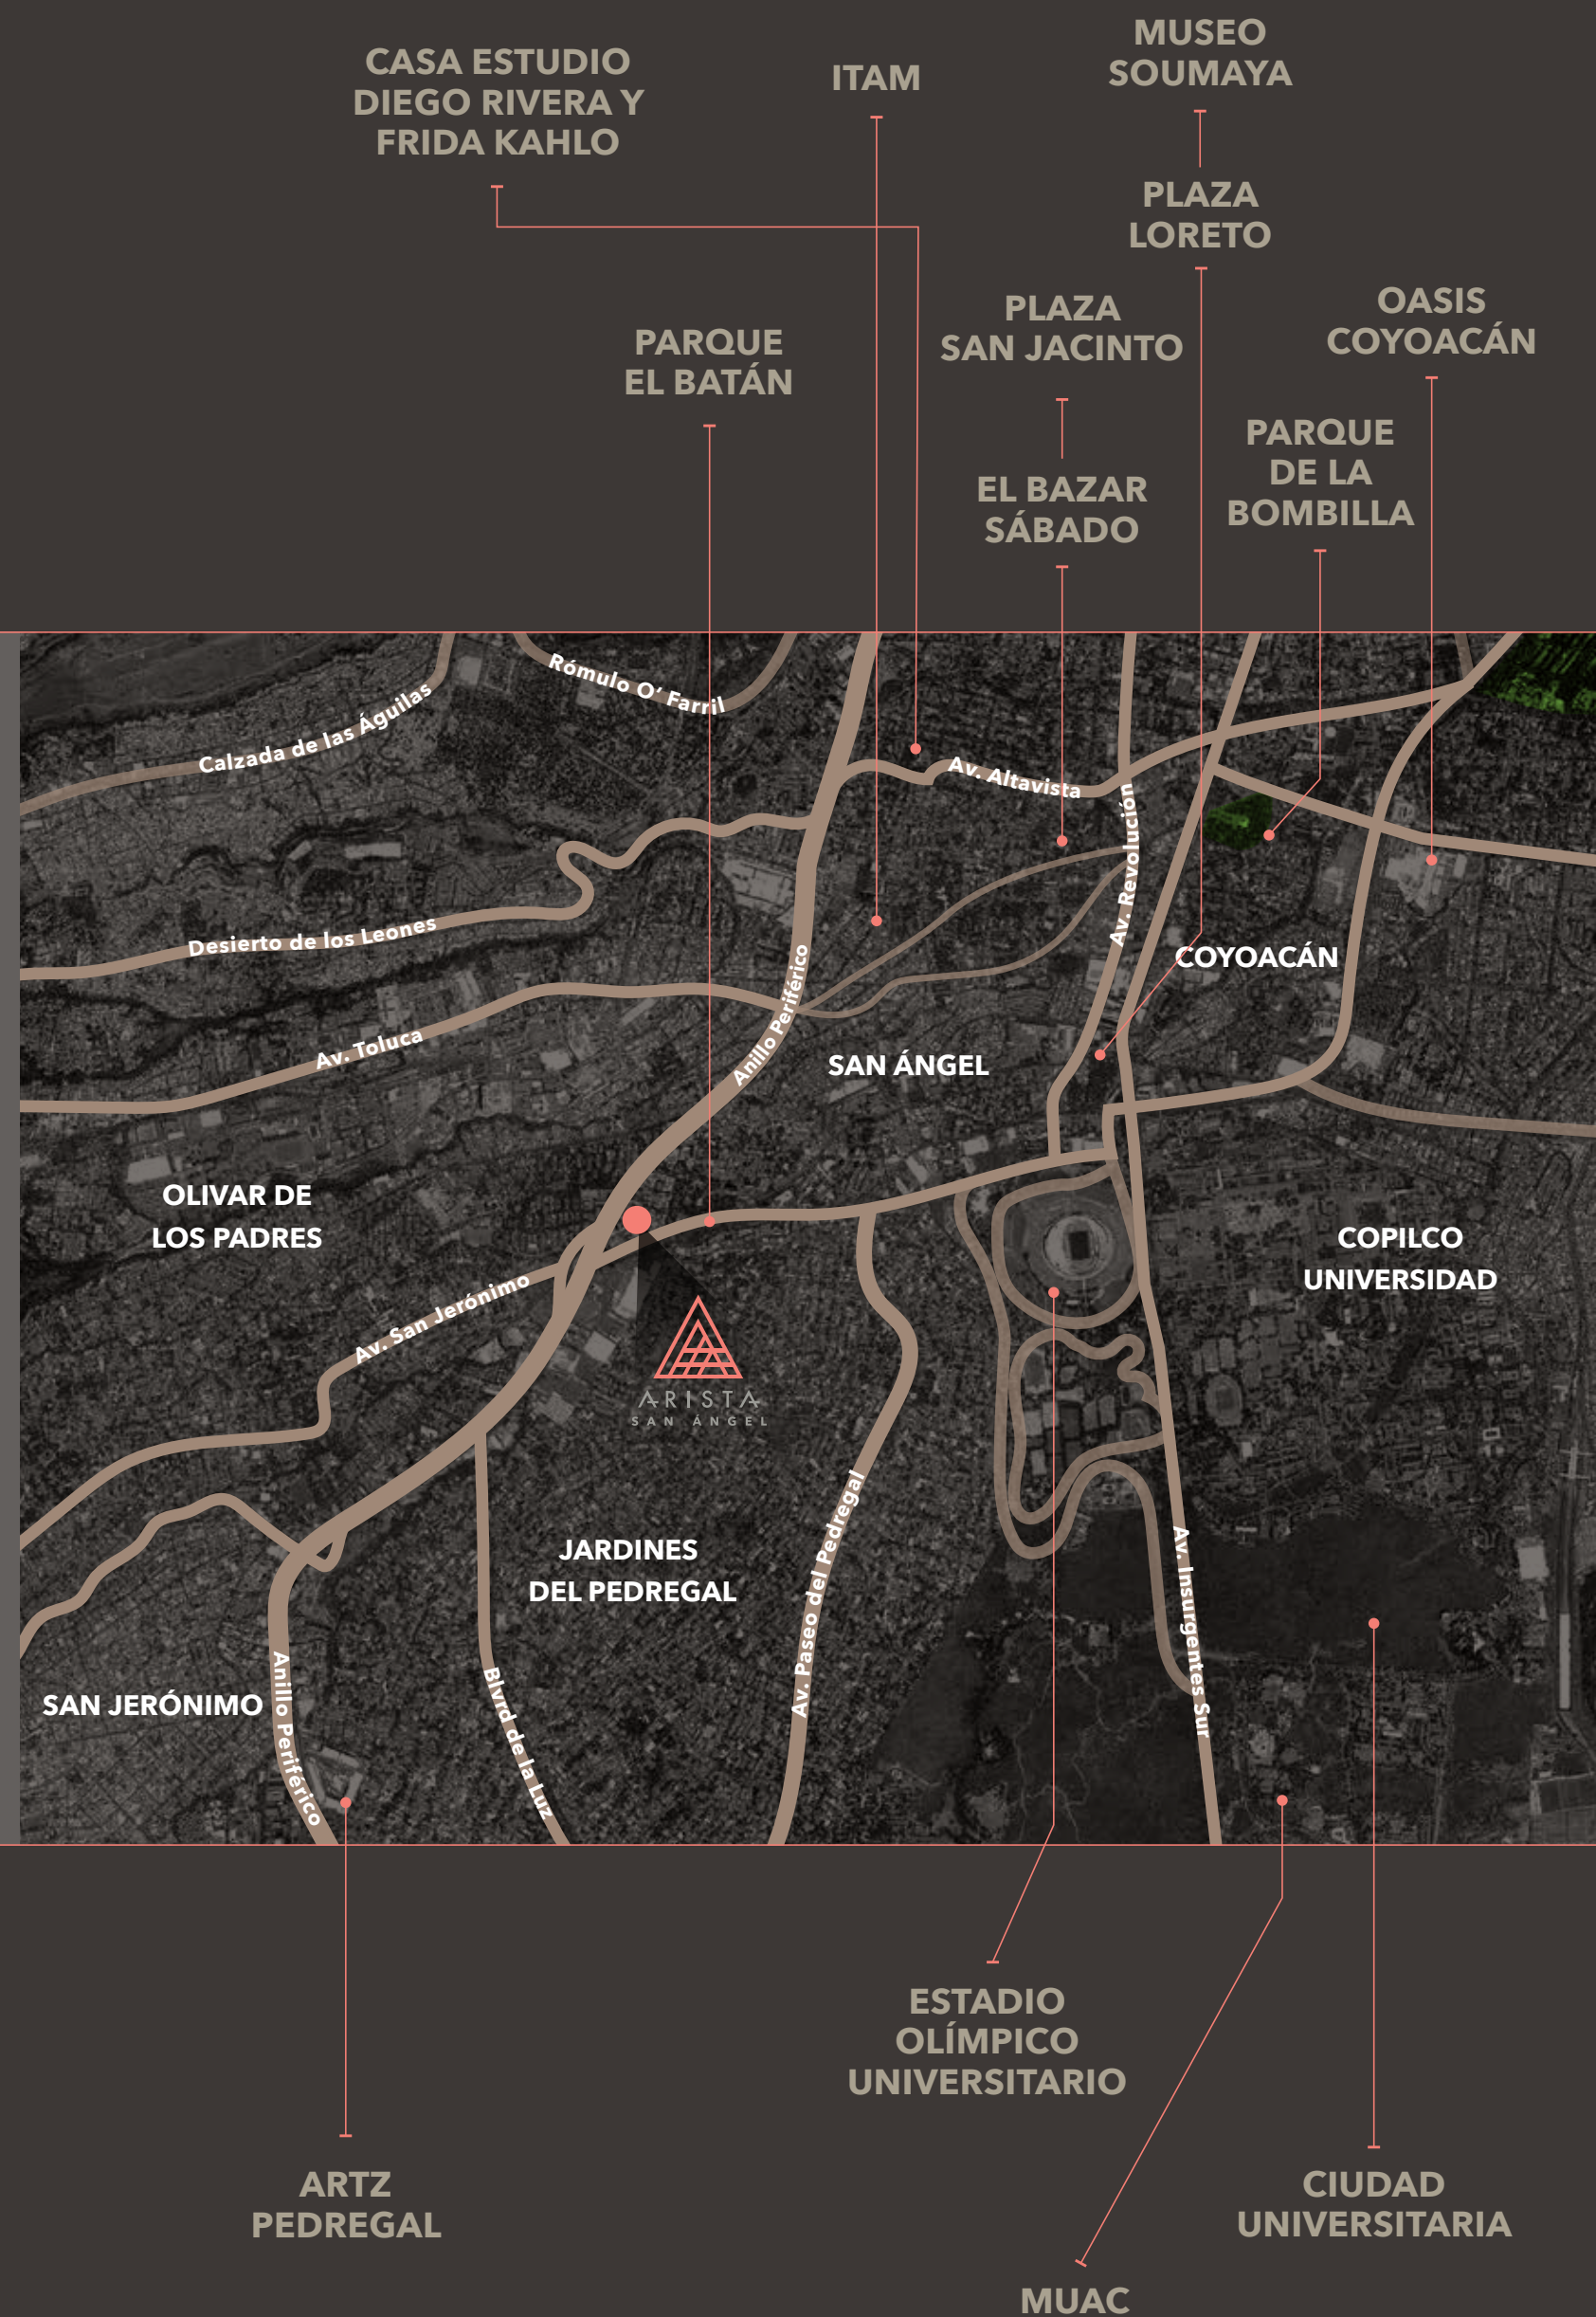 MUSEO
SOUMAYA
CASA ESTUDIO
DIEGO RIVERA Y
FRIDA KAHLO
ITAM
PLAZA
LORETO
PLAZA
SAN JACINTO
OASIS
COYOACÁN
PARQUE
EL BATÁN
PARQUE
DE LA
BOMBILLA
EL BAZAR
SÁBADO
Rómulo O' Farril
Calzada de las Águilas
Av. Altavista
Av. Revolución
Desierto de los Leones
COYOACÁN
Anillo Periférico
Av. Toluca
SAN ÁNGEL
OLIVAR DE
LOS PADRES
COPILCO
UNIVERSIDAD
Av. San Jerónimo
ARISTA
SAN ÁNGEL
Av. Paseo del Pedregal
JARDINES
DEL PEDREGAL
Av. Insurgentes Sur
SAN JERÓNIMO
Anillo Periférico
Blvrd de la Luz
ESTADIO
OLÍMPICO
UNIVERSITARIO
ARTZ
PEDREGAL
CIUDAD
UNIVERSITARIA
MUAC